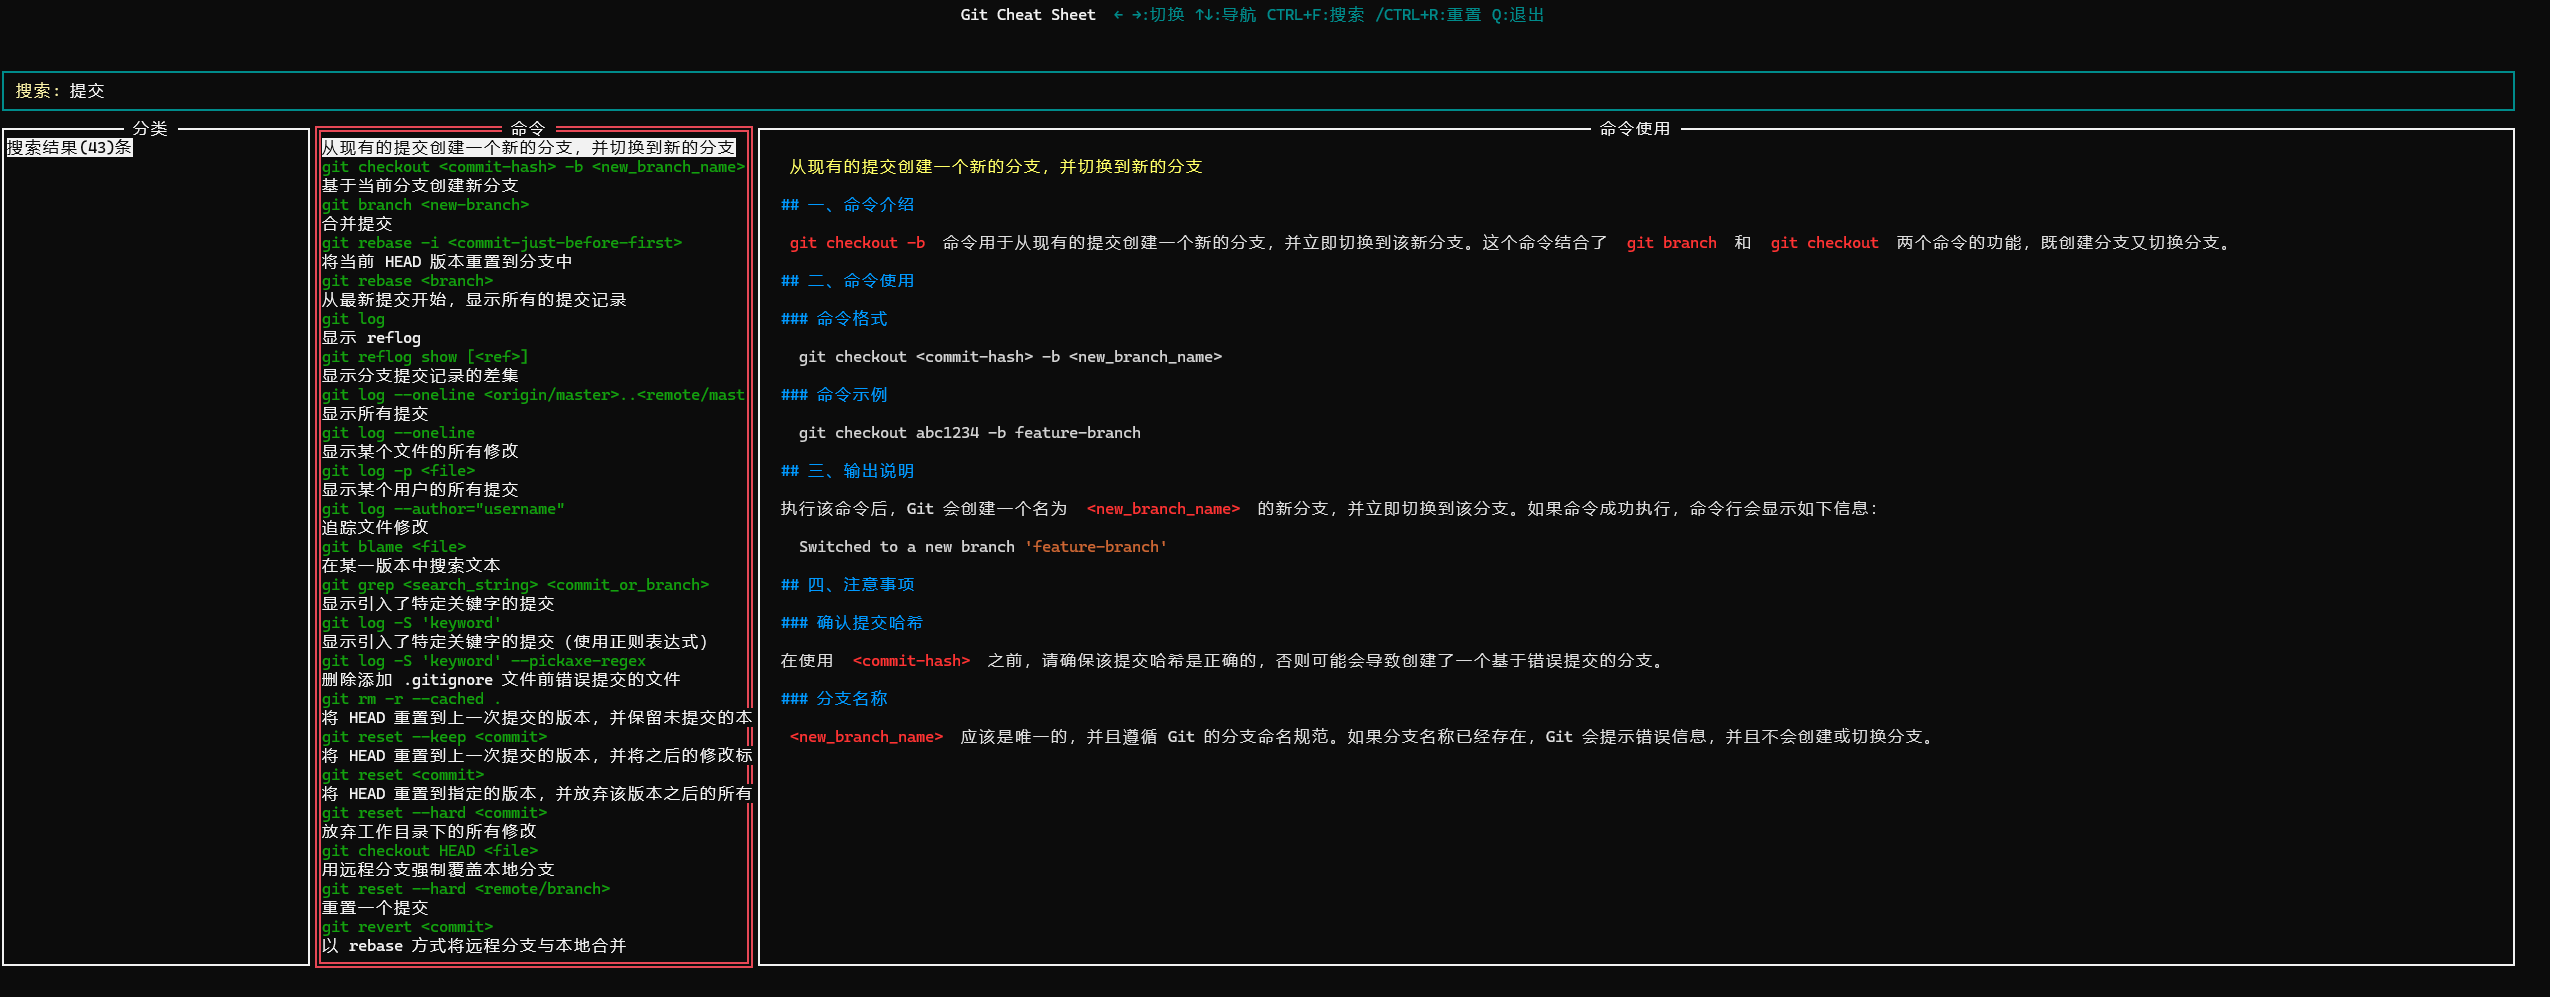 Git Cheat Sheet ← →:切换 ↑↓:导航 CTRL+F:搜索 /CTRL+R:重置 Q:退出
搜索: 提交
分类
搜索结果(43)条
命令
从现有的提交创建一个新的分支，并切换到新的分支
git checkout <commit-hash> -b <new_branch_name>
基于当前分支创建新分支
git branch <new-branch>
合并提交
git rebase -i <commit-just-before-first>
将当前 HEAD 版本重置到分支中
git rebase <branch>
从最新提交开始，显示所有的提交记录
git log
显示 reflog
git reflog show [<ref>]
显示分支提交记录的差集
git log --oneline <origin/master>..<remote/mast
显示所有提交
git log --oneline
显示某个文件的所有修改
git log -p <file>
显示某个用户的所有提交
git log --author="username"
追踪文件修改
git blame <file>
在某一版本中搜索文本
git grep <search_string> <commit_or_branch>
显示引入了特定关键字的提交
git log -S 'keyword'
显示引入了特定关键字的提交（使用正则表达式）
git log -S 'keyword' --pickaxe-regex
删除添加 .gitignore 文件前错误提交的文件
git rm -r --cached .
将 HEAD 重置到上一次提交的版本，并保留未提交的本
git reset --keep <commit>
将 HEAD 重置到上一次提交的版本，并将之后的修改标
git reset <commit>
将 HEAD 重置到指定的版本，并放弃该版本之后的所有
git reset --hard <commit>
放弃工作目录下的所有修改
git checkout HEAD <file>
用远程分支强制覆盖本地分支
git reset --hard <remote/branch>
重置一个提交
git revert <commit>
以 rebase 方式将远程分支与本地合并
命令使用
从现有的提交创建一个新的分支，并切换到新的分支
## 一、命令介绍
git checkout -b 命令用于从现有的提交创建一个新的分支，并立即切换到该新分支。这个命令结合了 git branch 和 git checkout 两个命令的功能，既创建分支又切换分支。
## 二、命令使用
### 命令格式
git checkout <commit-hash> -b <new_branch_name>
### 命令示例
git checkout abc1234 -b feature-branch
## 三、输出说明
执行该命令后，Git 会创建一个名为 <new_branch_name> 的新分支，并立即切换到该分支。如果命令成功执行，命令行会显示如下信息：
Switched to a new branch 'feature-branch'
## 四、注意事项
### 确认提交哈希
在使用 <commit-hash> 之前，请确保该提交哈希是正确的，否则可能会导致创建了一个基于错误提交的分支。
### 分支名称
<new_branch_name> 应该是唯一的，并且遵循 Git 的分支命名规范。如果分支名称已经存在，Git 会提示错误信息，并且不会创建或切换分支。